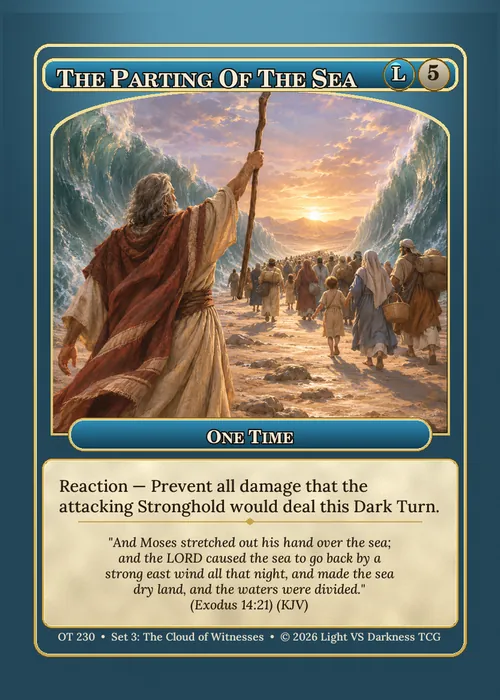 The Parting Of The Sea L 5
One Time
Reaction — Prevent all damage that the
attacking Stronghold would deal this Dark Turn.
"And Moses stretched out his hand over the sea;
and the LORD caused the sea to go back by a
strong east wind all that night, and made the sea
dry land, and the waters were divided."
(Exodus 14:21) (KJV)
OT 230 • Set 3: The Cloud of Witnesses • © 2026 Light VS Darkness TCG